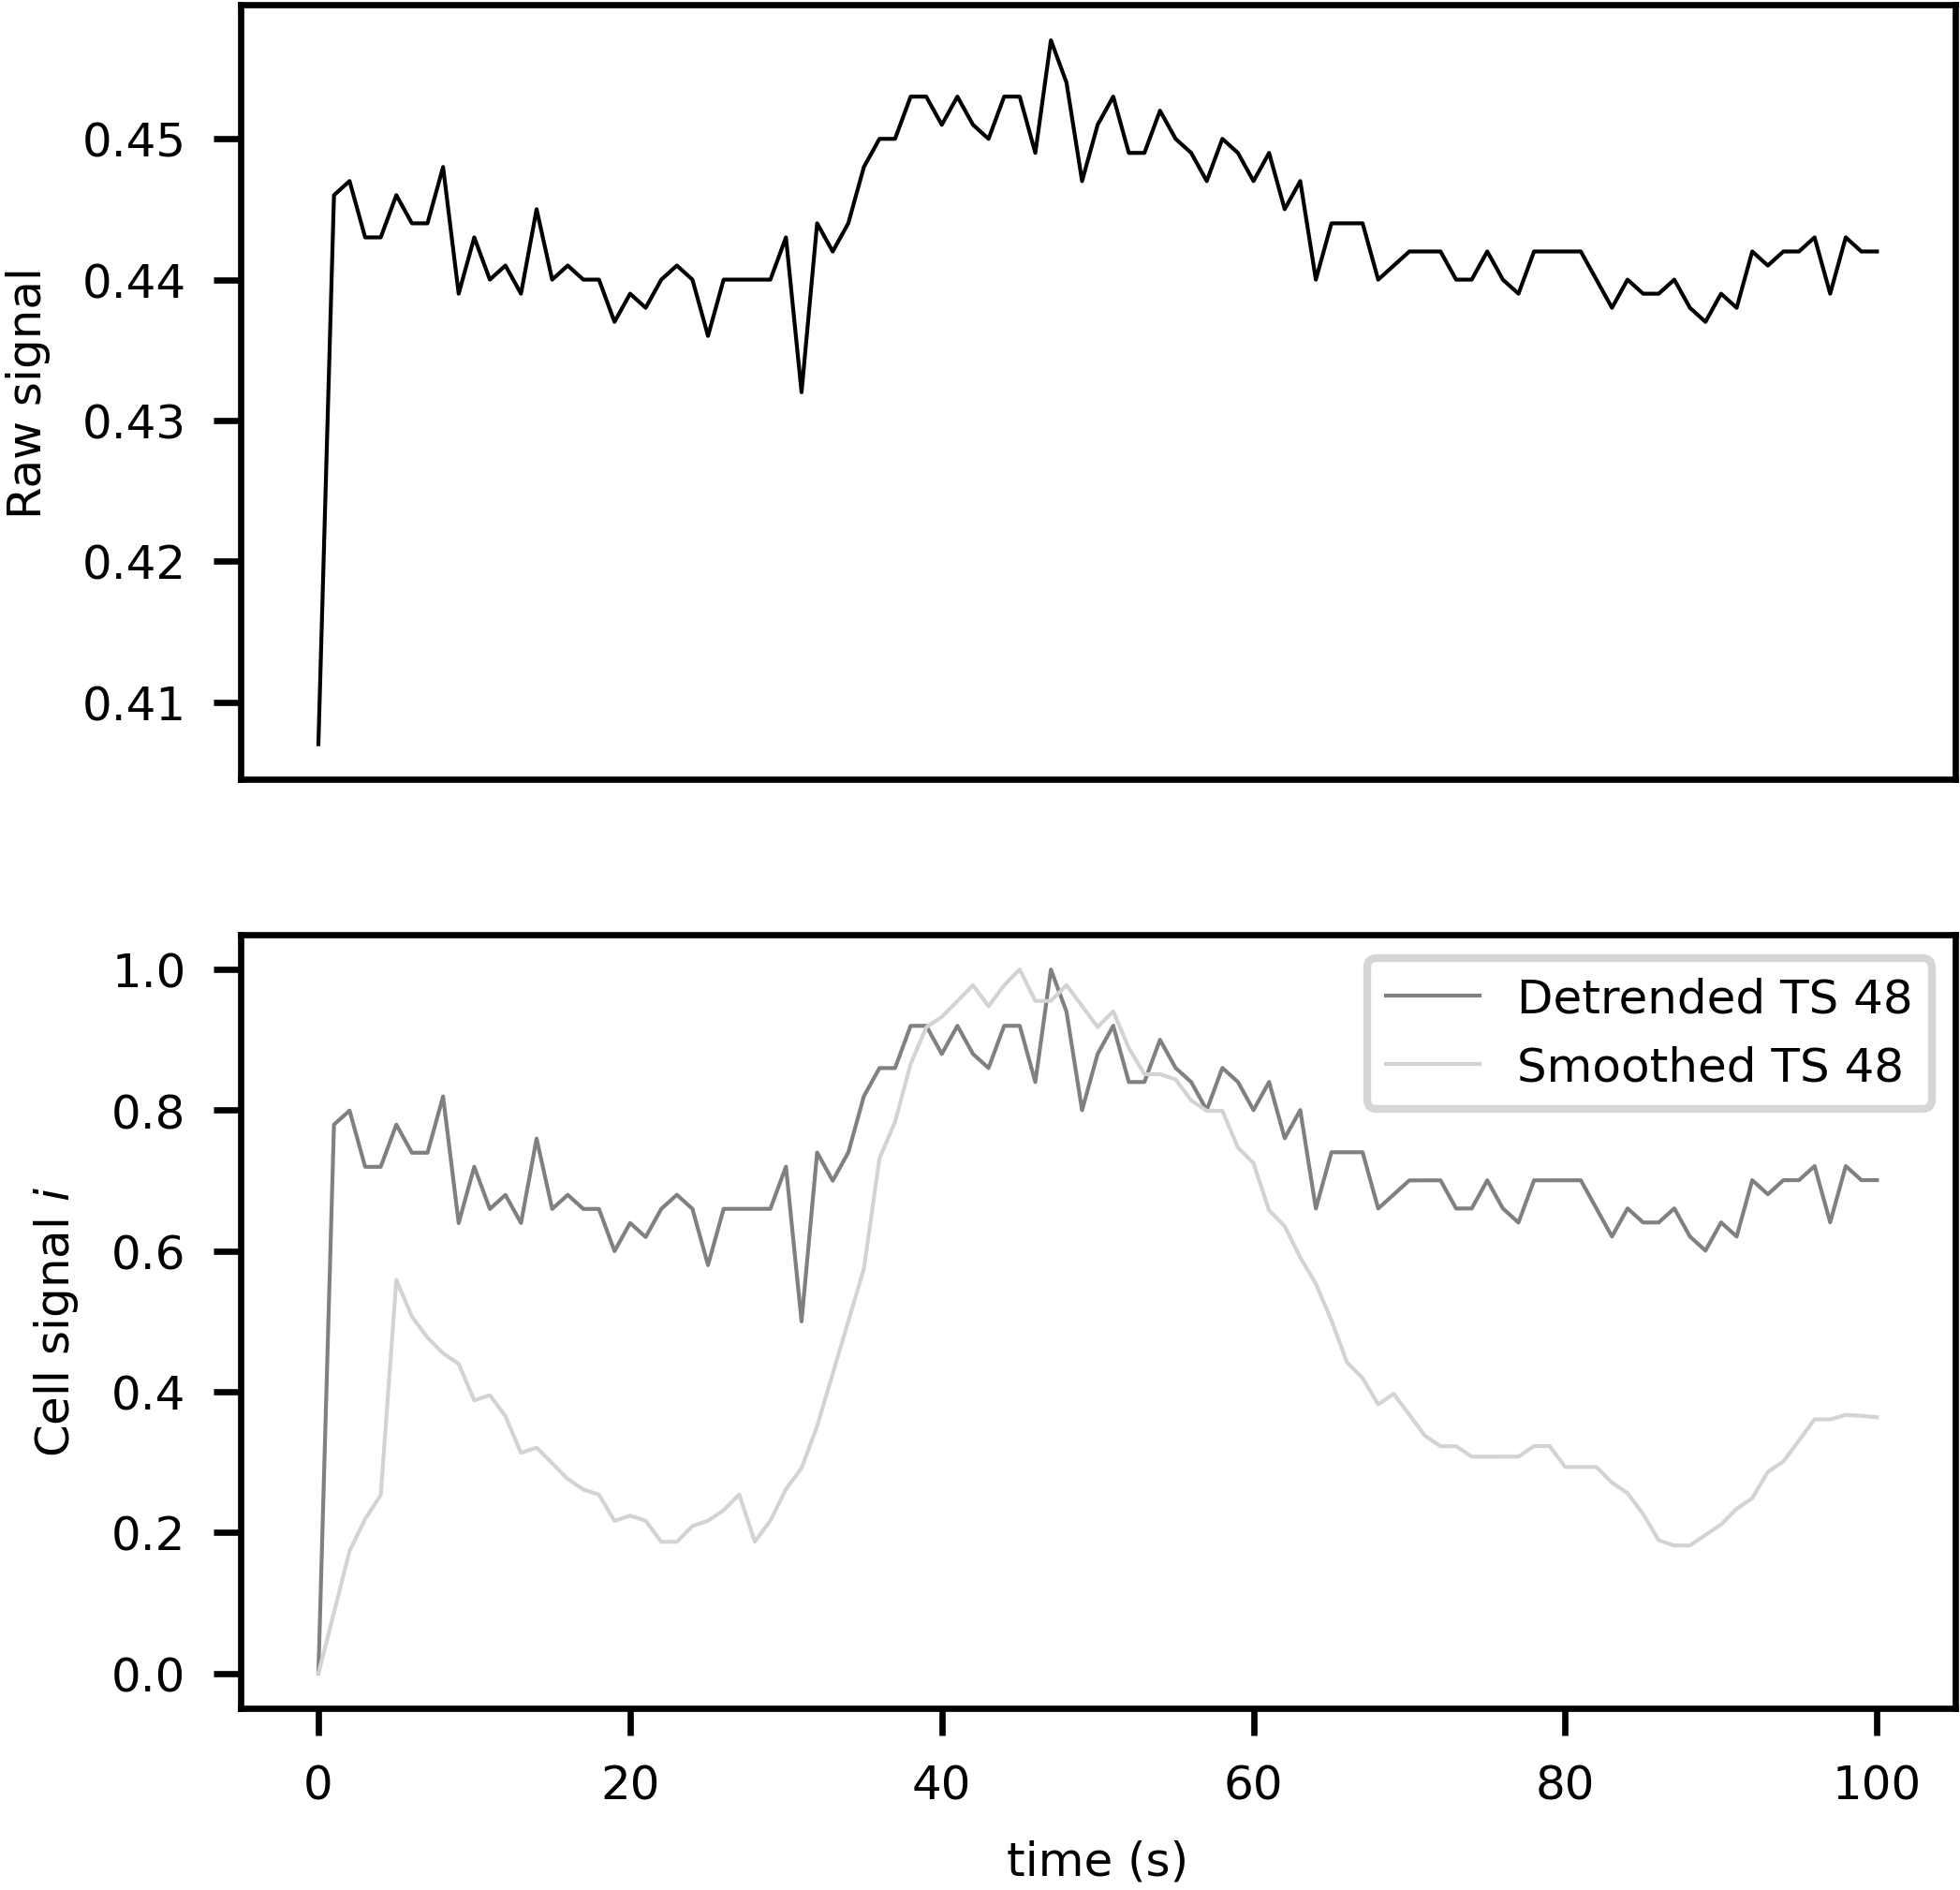 Raw signal
0.45
0.44
0.43
0.42
0.41
Cell signal i
1.0
0.8
0.6
0.4
0.2
0.0
Detrended TS 48
Smoothed TS 48
0 20 40 60 80 100
time (s)